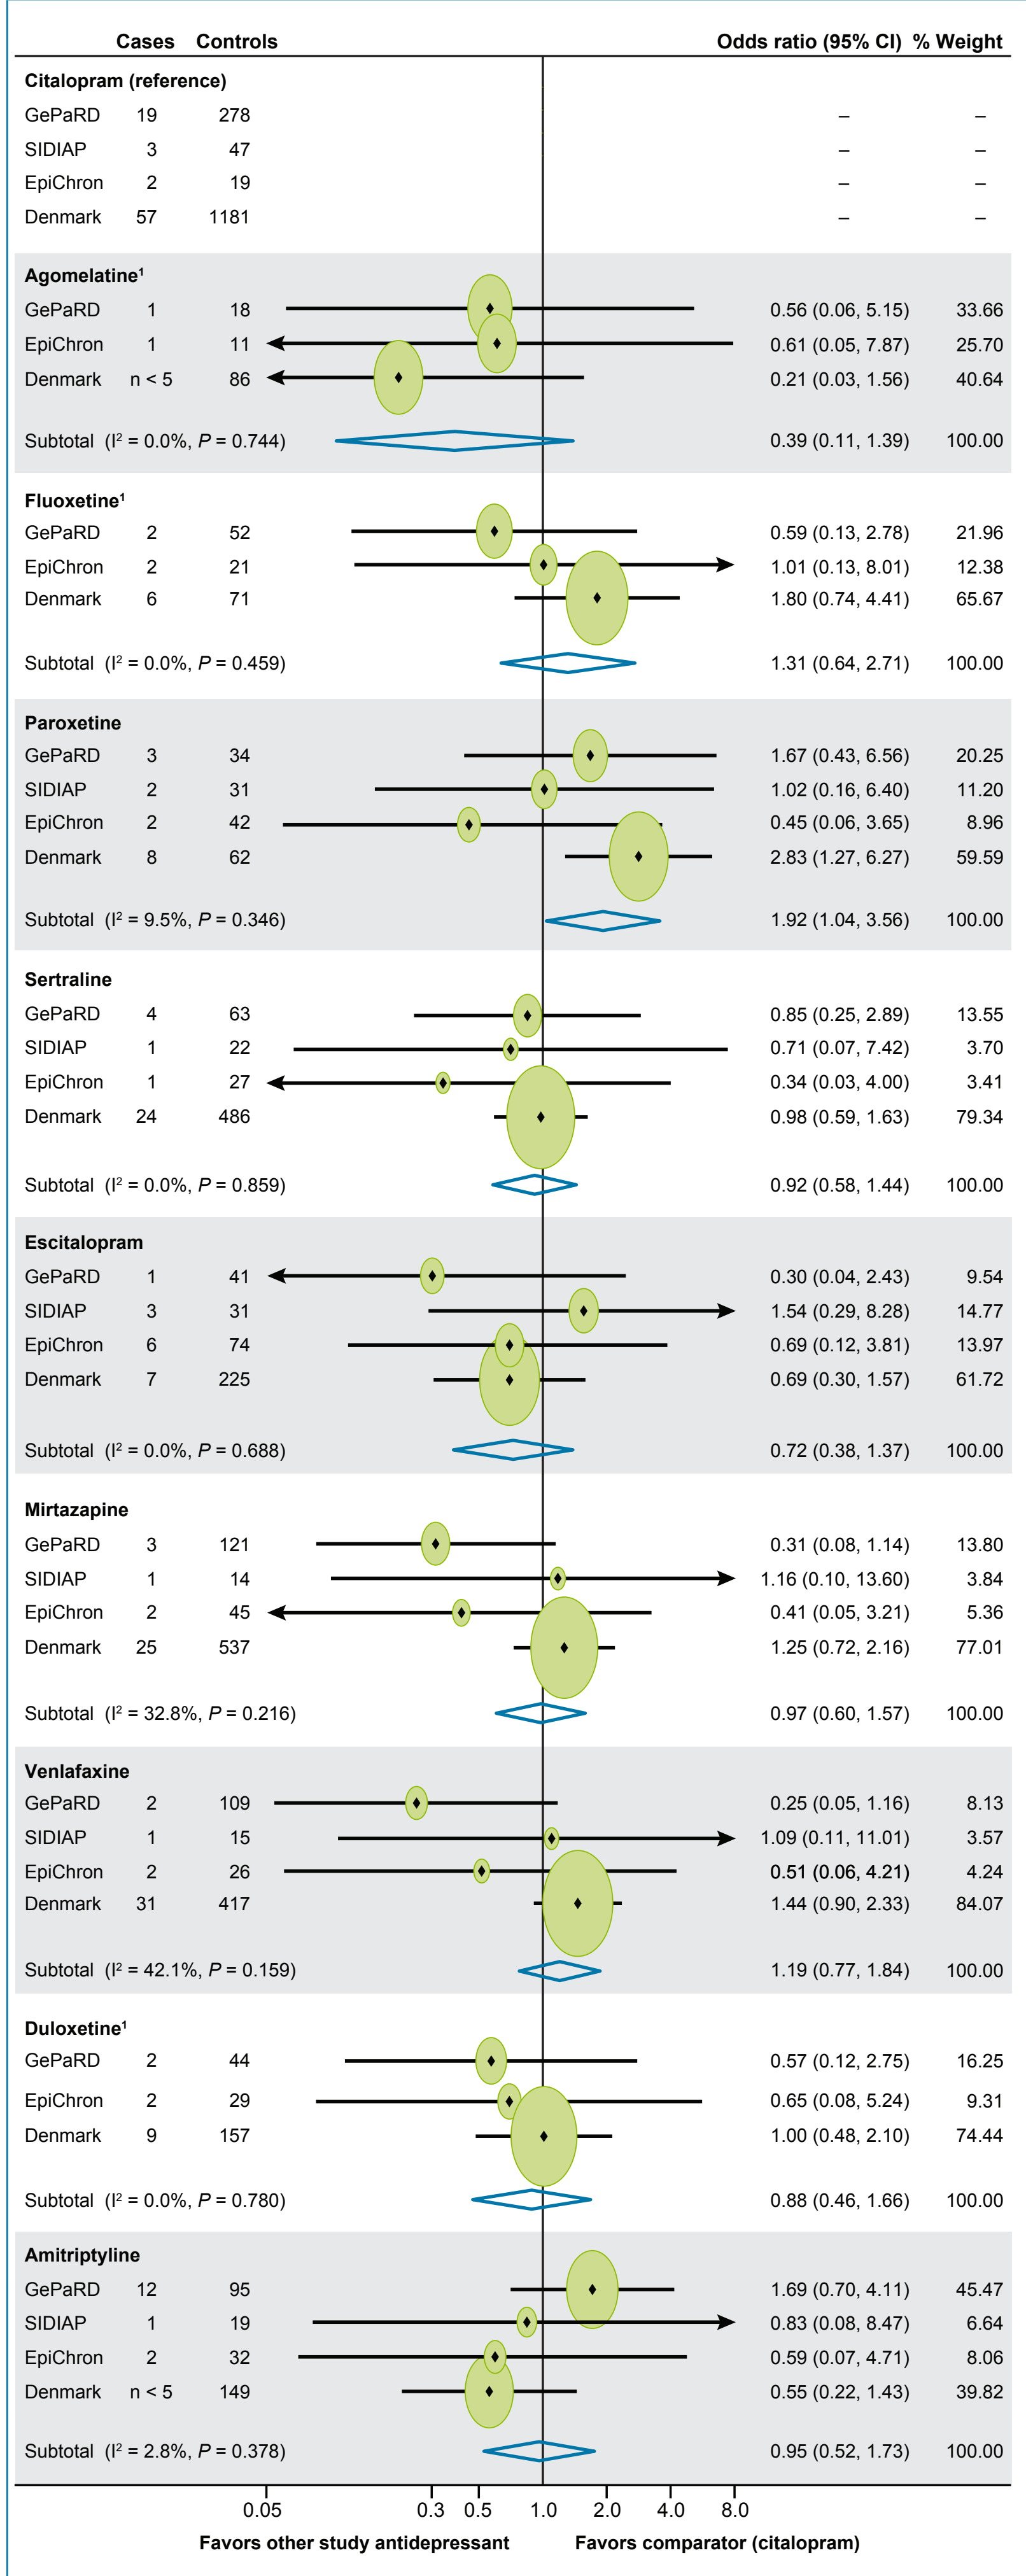 Cases Controls Odds ratio (95% CI) % Weight
Citalopram (reference)
GePaRD 19 278 – –
SIDIAP 3 47 – –
EpiChron 2 19 – –
Denmark 57 1181 – –
Agomelatine¹
GePaRD 1 18 0.56 (0.06, 5.15) 33.66
EpiChron 1 11 0.61 (0.05, 7.87) 25.70
Denmark n < 5 86 0.21 (0.03, 1.56) 40.64
Subtotal (I² = 0.0%, P = 0.744) 0.39 (0.11, 1.39) 100.00
Fluoxetine¹
GePaRD 2 52 0.59 (0.13, 2.78) 21.96
EpiChron 2 21 1.01 (0.13, 8.01) 12.38
Denmark 6 71 1.80 (0.74, 4.41) 65.67
Subtotal (I² = 0.0%, P = 0.459) 1.31 (0.64, 2.71) 100.00
Paroxetine
GePaRD 3 34 1.67 (0.43, 6.56) 20.25
SIDIAP 2 31 1.02 (0.16, 6.40) 11.20
EpiChron 2 42 0.45 (0.06, 3.65) 8.96
Denmark 8 62 2.83 (1.27, 6.27) 59.59
Subtotal (I² = 9.5%, P = 0.346) 1.92 (1.04, 3.56) 100.00
Sertraline
GePaRD 4 63 0.85 (0.25, 2.89) 13.55
SIDIAP 1 22 0.71 (0.07, 7.42) 3.70
EpiChron 1 27 0.34 (0.03, 4.00) 3.41
Denmark 24 486 0.98 (0.59, 1.63) 79.34
Subtotal (I² = 0.0%, P = 0.859) 0.92 (0.58, 1.44) 100.00
Escitalopram
GePaRD 1 41 0.30 (0.04, 2.43) 9.54
SIDIAP 3 31 1.54 (0.29, 8.28) 14.77
EpiChron 6 74 0.69 (0.12, 3.81) 13.97
Denmark 7 225 0.69 (0.30, 1.57) 61.72
Subtotal (I² = 0.0%, P = 0.688) 0.72 (0.38, 1.37) 100.00
Mirtazapine
GePaRD 3 121 0.31 (0.08, 1.14) 13.80
SIDIAP 1 14 1.16 (0.10, 13.60) 3.84
EpiChron 2 45 0.41 (0.05, 3.21) 5.36
Denmark 25 537 1.25 (0.72, 2.16) 77.01
Subtotal (I² = 32.8%, P = 0.216) 0.97 (0.60, 1.57) 100.00
Venlafaxine
GePaRD 2 109 0.25 (0.05, 1.16) 8.13
SIDIAP 1 15 1.09 (0.11, 11.01) 3.57
EpiChron 2 26 0.51 (0.06, 4.21) 4.24
Denmark 31 417 1.44 (0.90, 2.33) 84.07
Subtotal (I² = 42.1%, P = 0.159) 1.19 (0.77, 1.84) 100.00
Duloxetine¹
GePaRD 2 44 0.57 (0.12, 2.75) 16.25
EpiChron 2 29 0.65 (0.08, 5.24) 9.31
Denmark 9 157 1.00 (0.48, 2.10) 74.44
Subtotal (I² = 0.0%, P = 0.780) 0.88 (0.46, 1.66) 100.00
Amitriptyline
GePaRD 12 95 1.69 (0.70, 4.11) 45.47
SIDIAP 1 19 0.83 (0.08, 8.47) 6.64
EpiChron 2 32 0.59 (0.07, 4.71) 8.06
Denmark n < 5 149 0.55 (0.22, 1.43) 39.82
Subtotal (I² = 2.8%, P = 0.378) 0.95 (0.52, 1.73) 100.00
0.05 0.3 0.5 1.0 2.0 4.0 8.0
Favors other study antidepressant Favors comparator (citalopram)